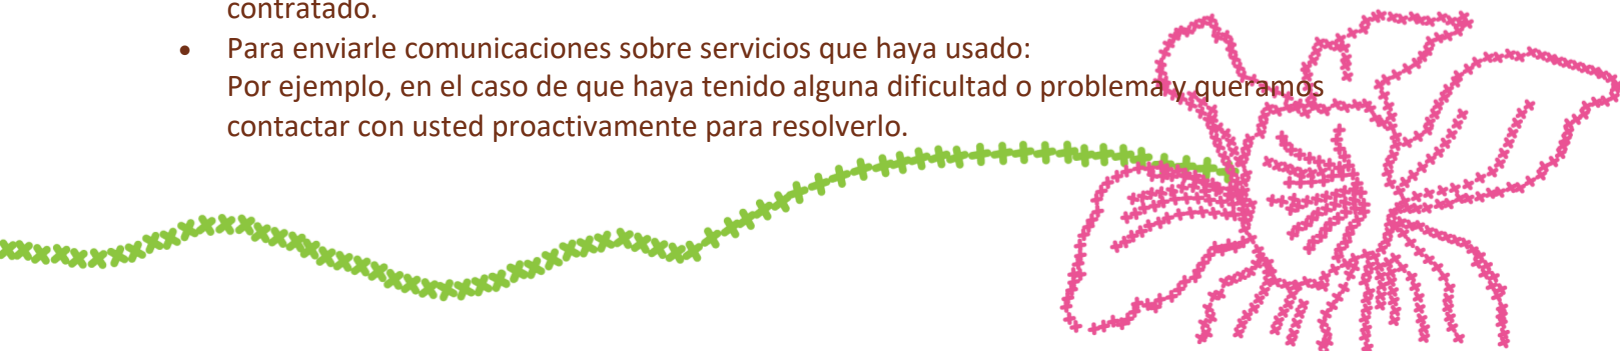 contratado.
• Para enviarle comunicaciones sobre servicios que haya usado:
Por ejemplo, en el caso de que haya tenido alguna dificultad o problema y queramos
contactar con usted proactivamente para resolverlo.